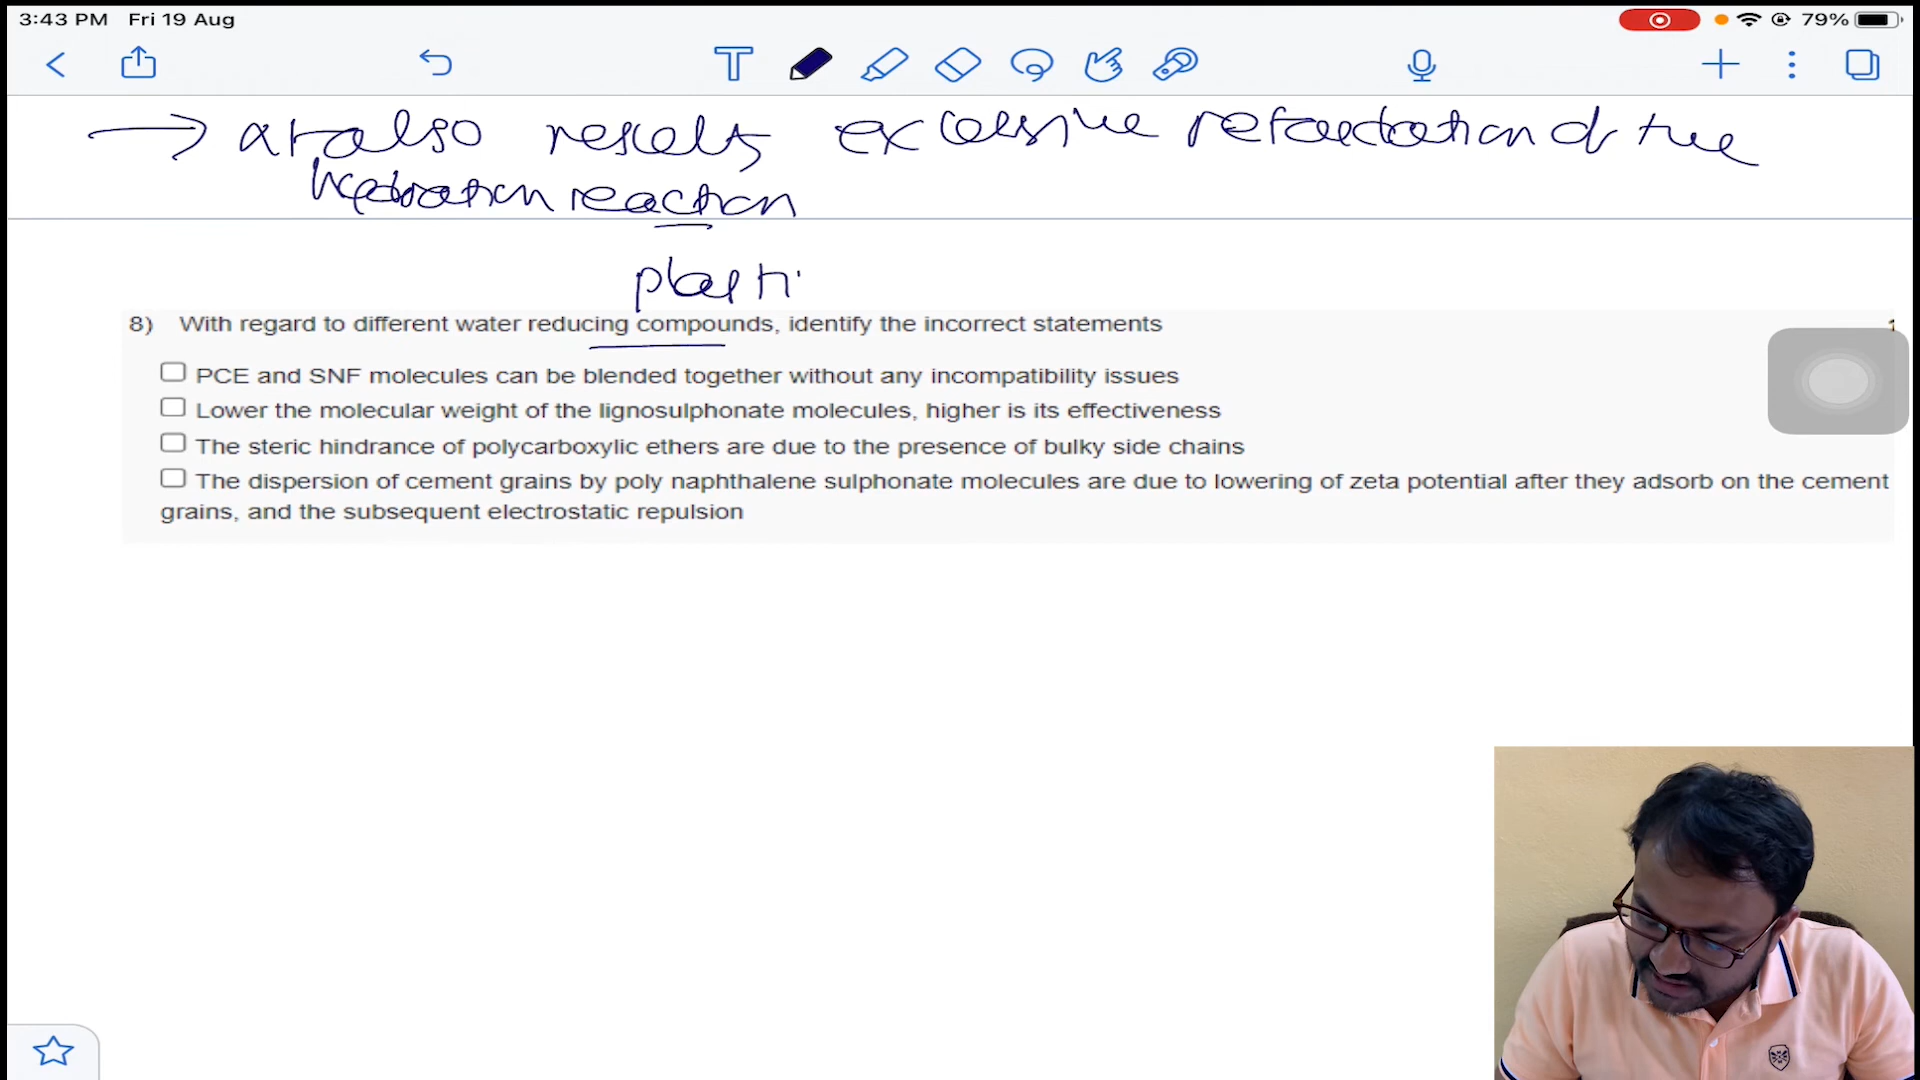 3:43 PM Fri 19 Aug
79%
T
→ also results excessive retardation of the
hydration reaction
plasti
8) With regard to different water reducing compounds, identify the incorrect statements
1
PCE and SNF molecules can be blended together without any incompatibility issues
Lower the molecular weight of the lignosulphonate molecules, higher is its effectiveness
The steric hindrance of polycarboxylic ethers are due to the presence of bulky side chains
The dispersion of cement grains by poly naphthalene sulphonate molecules are due to lowering of zeta potential after they adsorb on the cement
grains, and the subsequent electrostatic repulsion